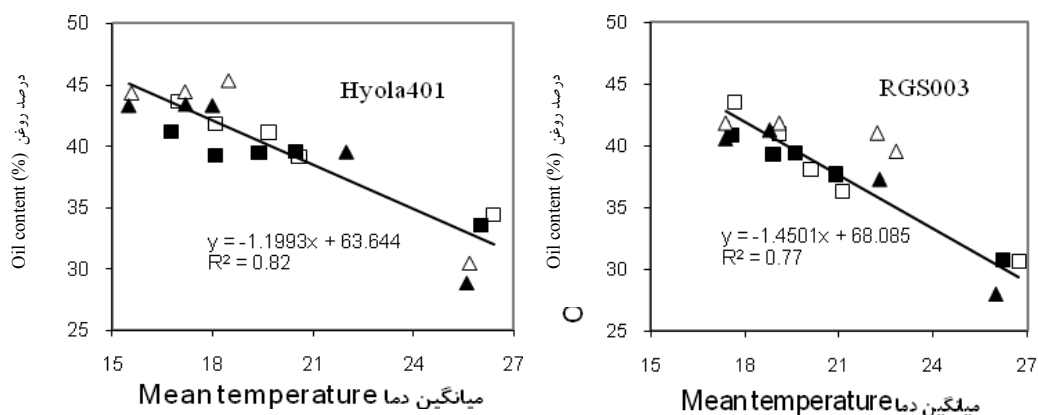 50
45
40
35
30
25
درصد روغن Oil content (%)
Hyola401
y = -1.1993x + 63.644
R² = 0.82
15 18 21 24 27
Mean temperature میانگین دما
50
45
40
35
30
25
درصد روغن Oil content (%)
RGS003
y = -1.4501x + 68.085
R² = 0.77
C
15 18 21 24 27
Mean temperature میانگین دما